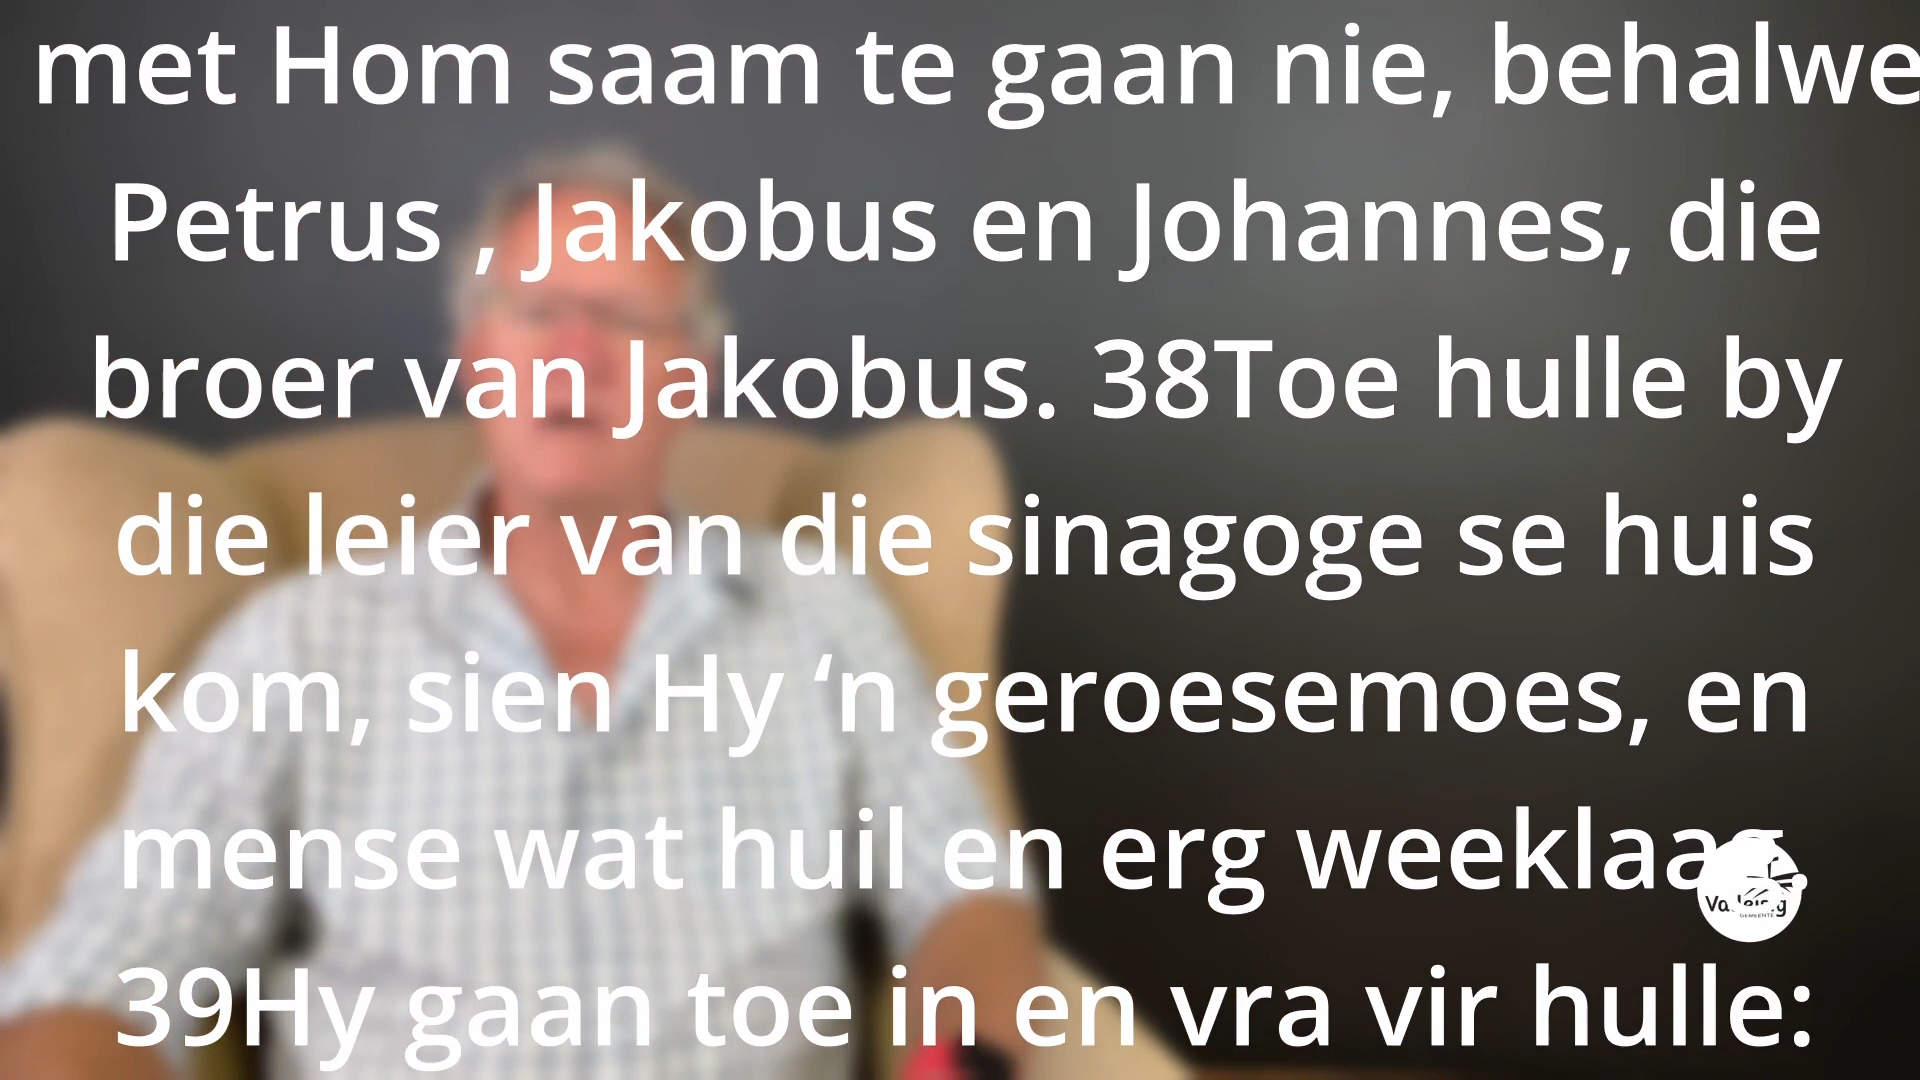 met Hom saam te gaan nie, behalwe
Petrus , Jakobus en Johannes, die
broer van Jakobus. 38Toe hulle by
die leier van die sinagoge se huis
kom, sien Hy ‘n geroesemoes, en
mense wat huil en erg weeklaag
39Hy gaan toe in en vra vir hulle:
GEMEENTE